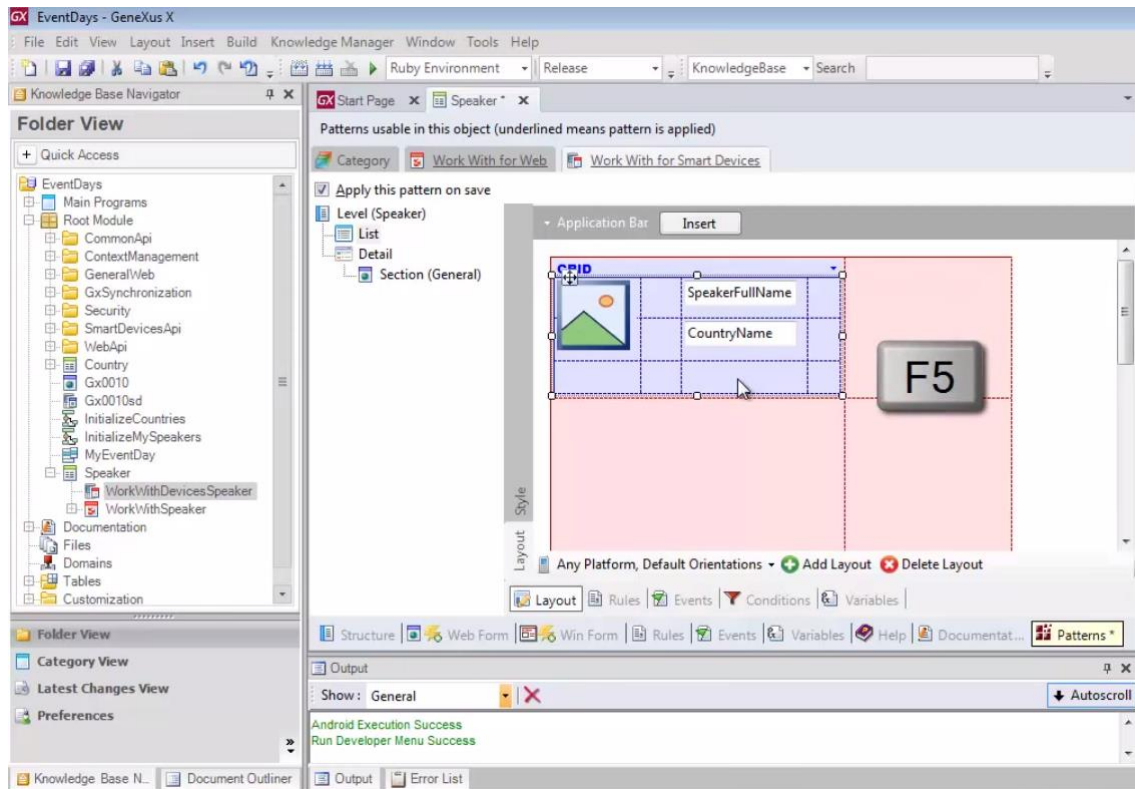 EventDays - GeneXus X
File Edit View Layout Insert Build Knowledge Manager Window Tools Help
Ruby Environment Release KnowledgeBase Search
Knowledge Base Navigator
Folder View
Quick Access
EventDays
Main Programs
Root Module
CommonApi
ContextManagement
GeneralWeb
GxSynchronization
Security
SmartDevicesApi
WebApi
Country
Gx0010
Gx0010sd
InitializeCountries
InitializeMySpeakers
MyEventDay
Speaker
WorkWithDevicesSpeaker
WorkWithSpeaker
Documentation
Files
Domains
Tables
Customization
Folder View
Category View
Latest Changes View
Preferences
Knowledge Base N... Document Outliner
Start Page Speaker *
Patterns usable in this object (underlined means pattern is applied)
Category Work With for Web Work With for Smart Devices
Apply this pattern on save
Level (Speaker)
List
Detail
Section (General)
Application Bar Insert
GRID
SpeakerFullName
CountryName
F5
Style
Layout
Any Platform, Default Orientations Add Layout Delete Layout
Layout Rules Events Conditions Variables
Structure Web Form Win Form Rules Events Variables Help Documentat... Patterns *
Output
Show: General Autoscroll
Android Execution Success
Run Developer Menu Success
Output Error List